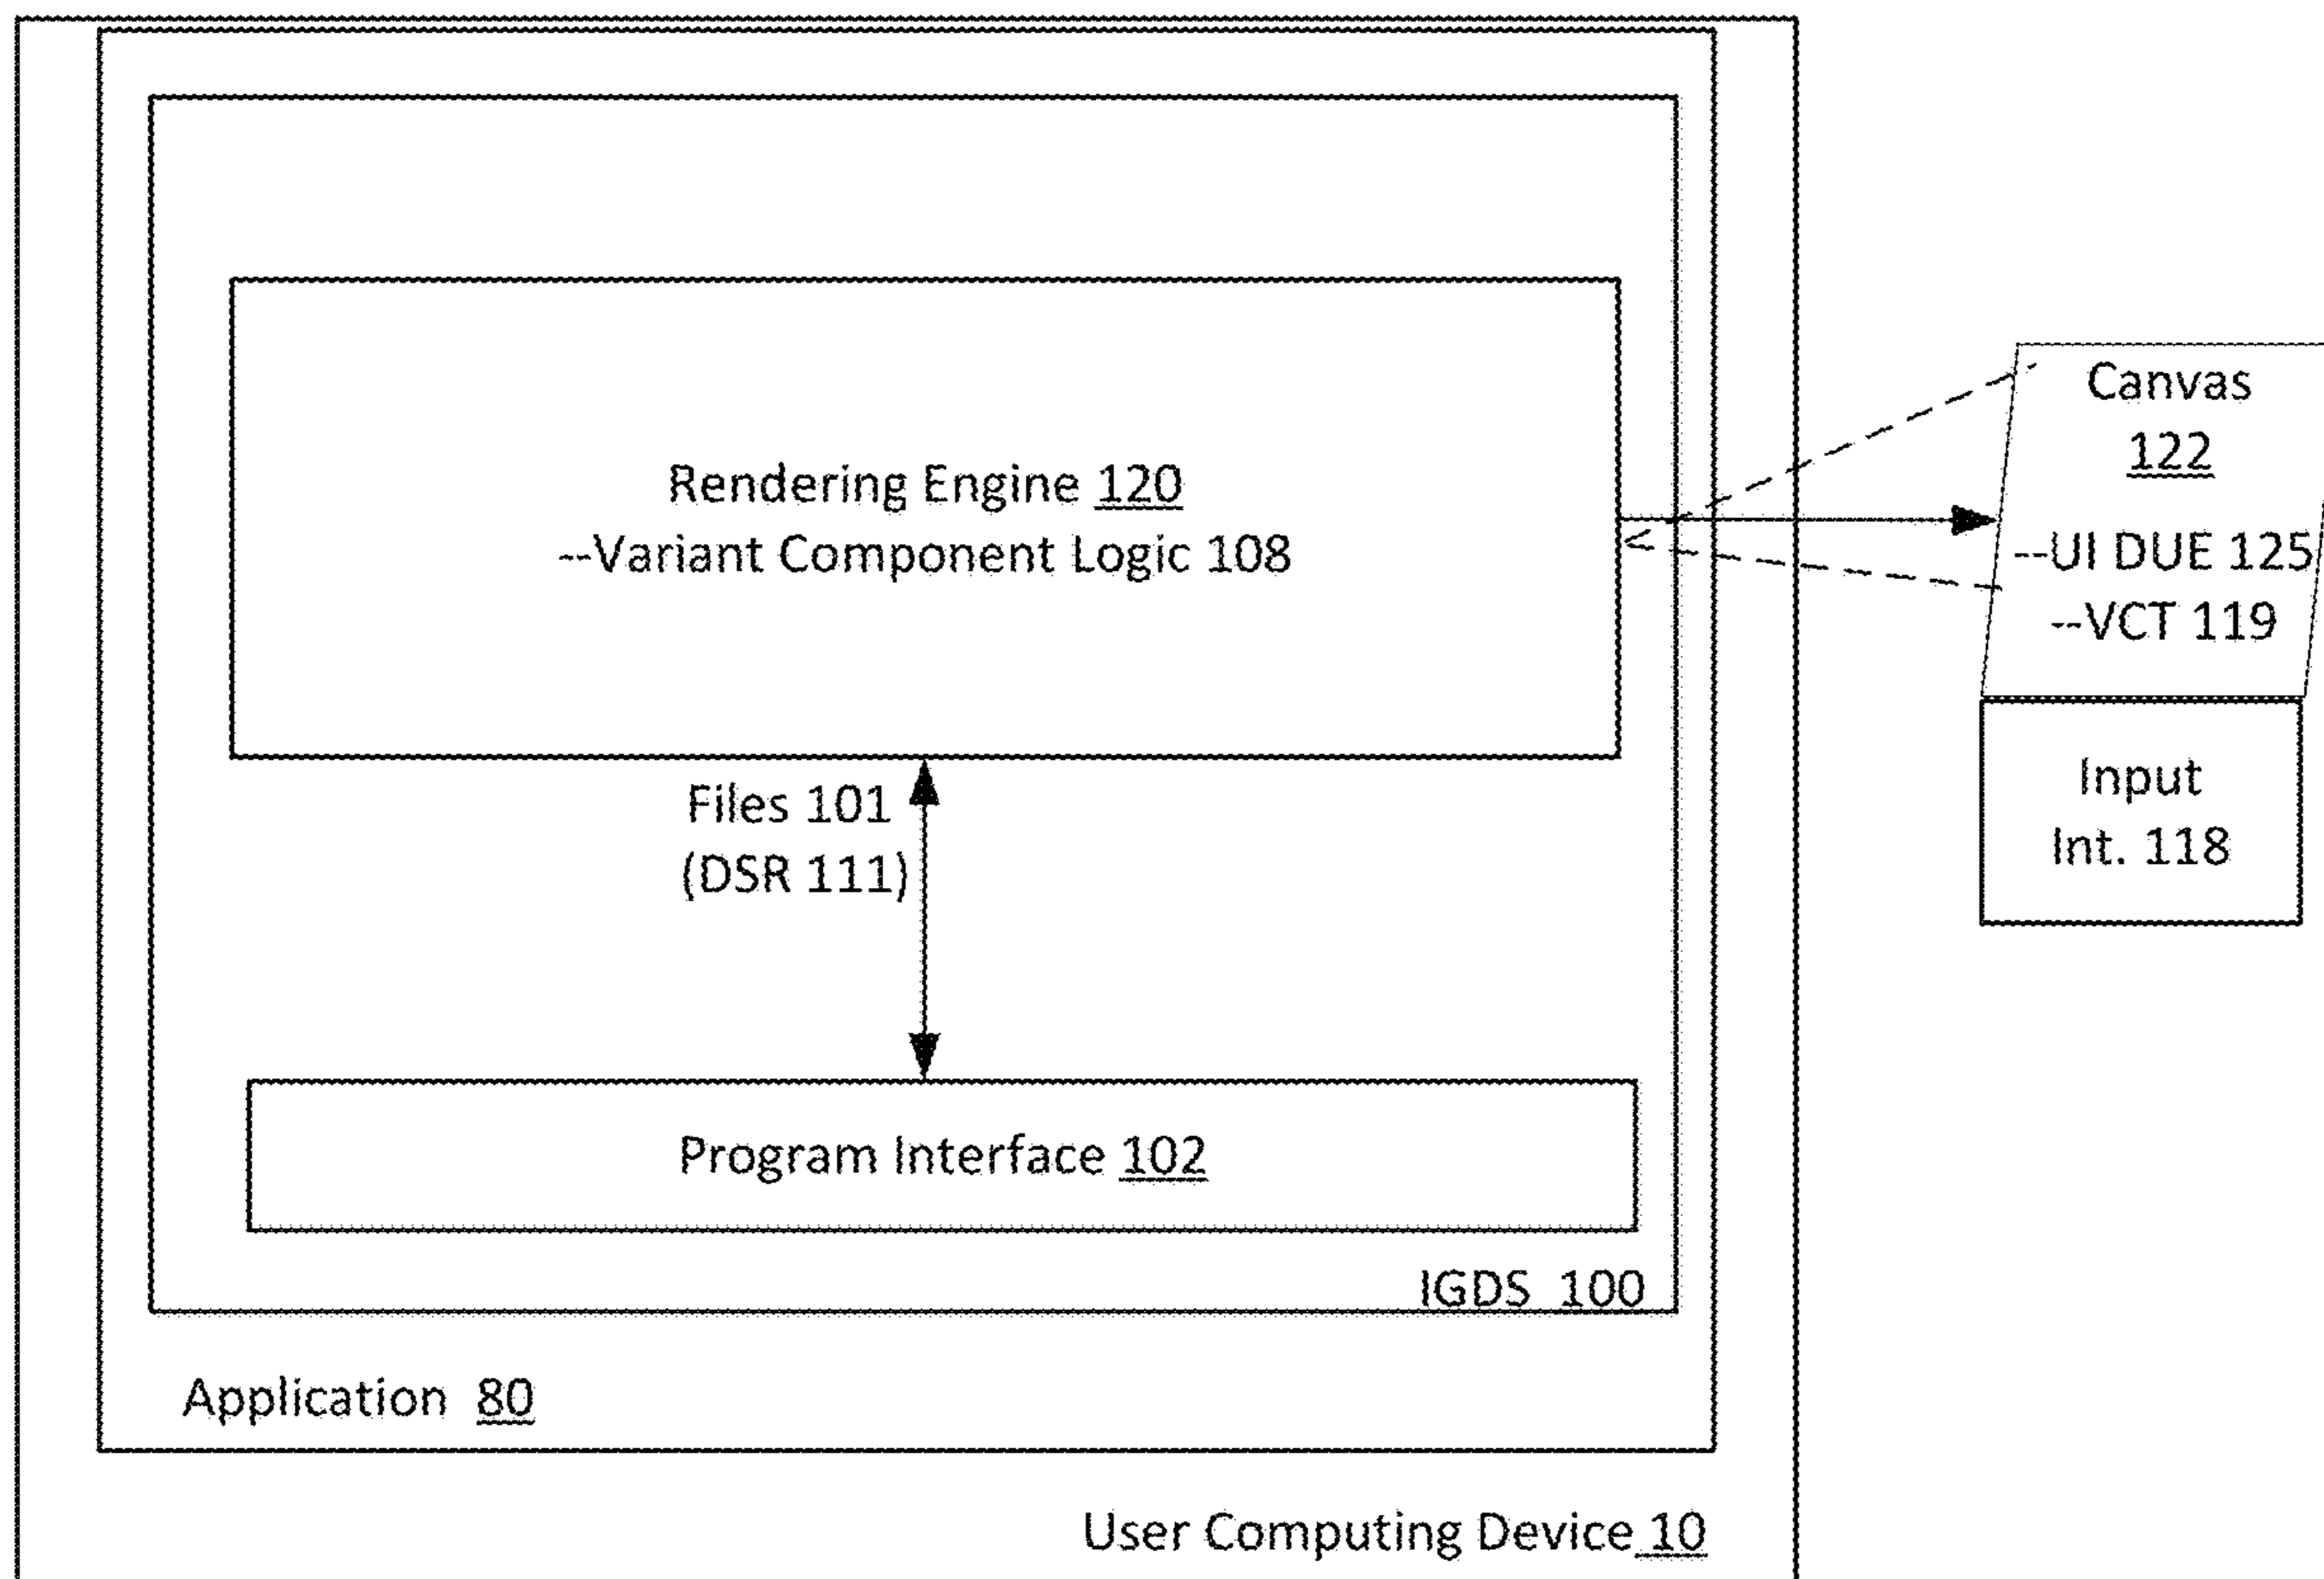 Rendering Engine 120
--Variant Component Logic 108
Canvas
122
--UI DUE 125
--VCT 119
Input
Int. 118
Files 101
(DSR 111)
Program Interface 102
IGDS 100
Application 80
User Computing Device 10